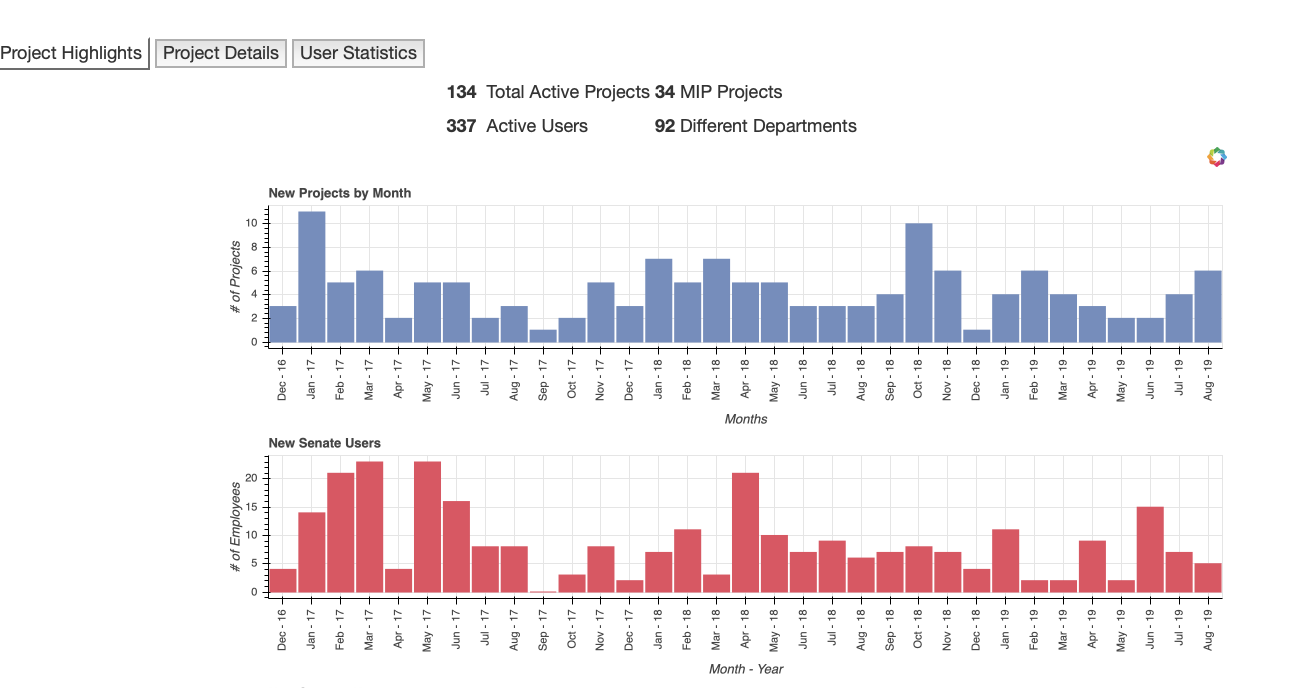 Project Highlights Project Details User Statistics
134 Total Active Projects 34 MIP Projects
337 Active Users 92 Different Departments
New Projects by Month
# of Projects
10
8
6
4
2
0
Dec - 16 Jan - 17 Feb - 17 Mar - 17 Apr - 17 May - 17 Jun - 17 Jul - 17 Aug - 17 Sep - 17 Oct - 17 Nov - 17 Dec - 17 Jan - 18 Feb - 18 Mar - 18 Apr - 18 May - 18 Jun - 18 Jul - 18 Aug - 18 Sep - 18 Oct - 18 Nov - 18 Dec - 18 Jan - 19 Feb - 19 Mar - 19 Apr - 19 May - 19 Jun - 19 Jul - 19 Aug - 19
Months
New Senate Users
# of Employees
20
15
10
5
0
Dec - 16 Jan - 17 Feb - 17 Mar - 17 Apr - 17 May - 17 Jun - 17 Jul - 17 Aug - 17 Sep - 17 Oct - 17 Nov - 17 Dec - 17 Jan - 18 Feb - 18 Mar - 18 Apr - 18 May - 18 Jun - 18 Jul - 18 Aug - 18 Sep - 18 Oct - 18 Nov - 18 Dec - 18 Jan - 19 Feb - 19 Mar - 19 Apr - 19 May - 19 Jun - 19 Jul - 19 Aug - 19
Month - Year